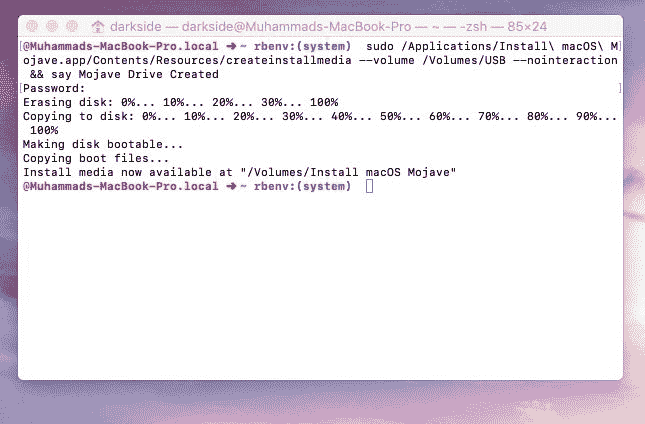 darkside — darkside@Muhammads-MacBook-Pro — ~ — -zsh — 85×24
[@Muhammads-MacBook-Pro.local ➜ ~ rbenv:(system)  sudo /Applications/Install\ macOS\ M]
ojave.app/Contents/Resources/createinstallmedia --volume /Volumes/USB --nointeraction
 && say Mojave Drive Created
[Password: ]
Erasing disk: 0%... 10%... 20%... 30%... 100%
Copying to disk: 0%... 10%... 20%... 30%... 40%... 50%... 60%... 70%... 80%... 90%...
 100%
Making disk bootable...
Copying boot files...
Install media now available at "/Volumes/Install macOS Mojave"
@Muhammads-MacBook-Pro.local ➜ ~ rbenv:(system)